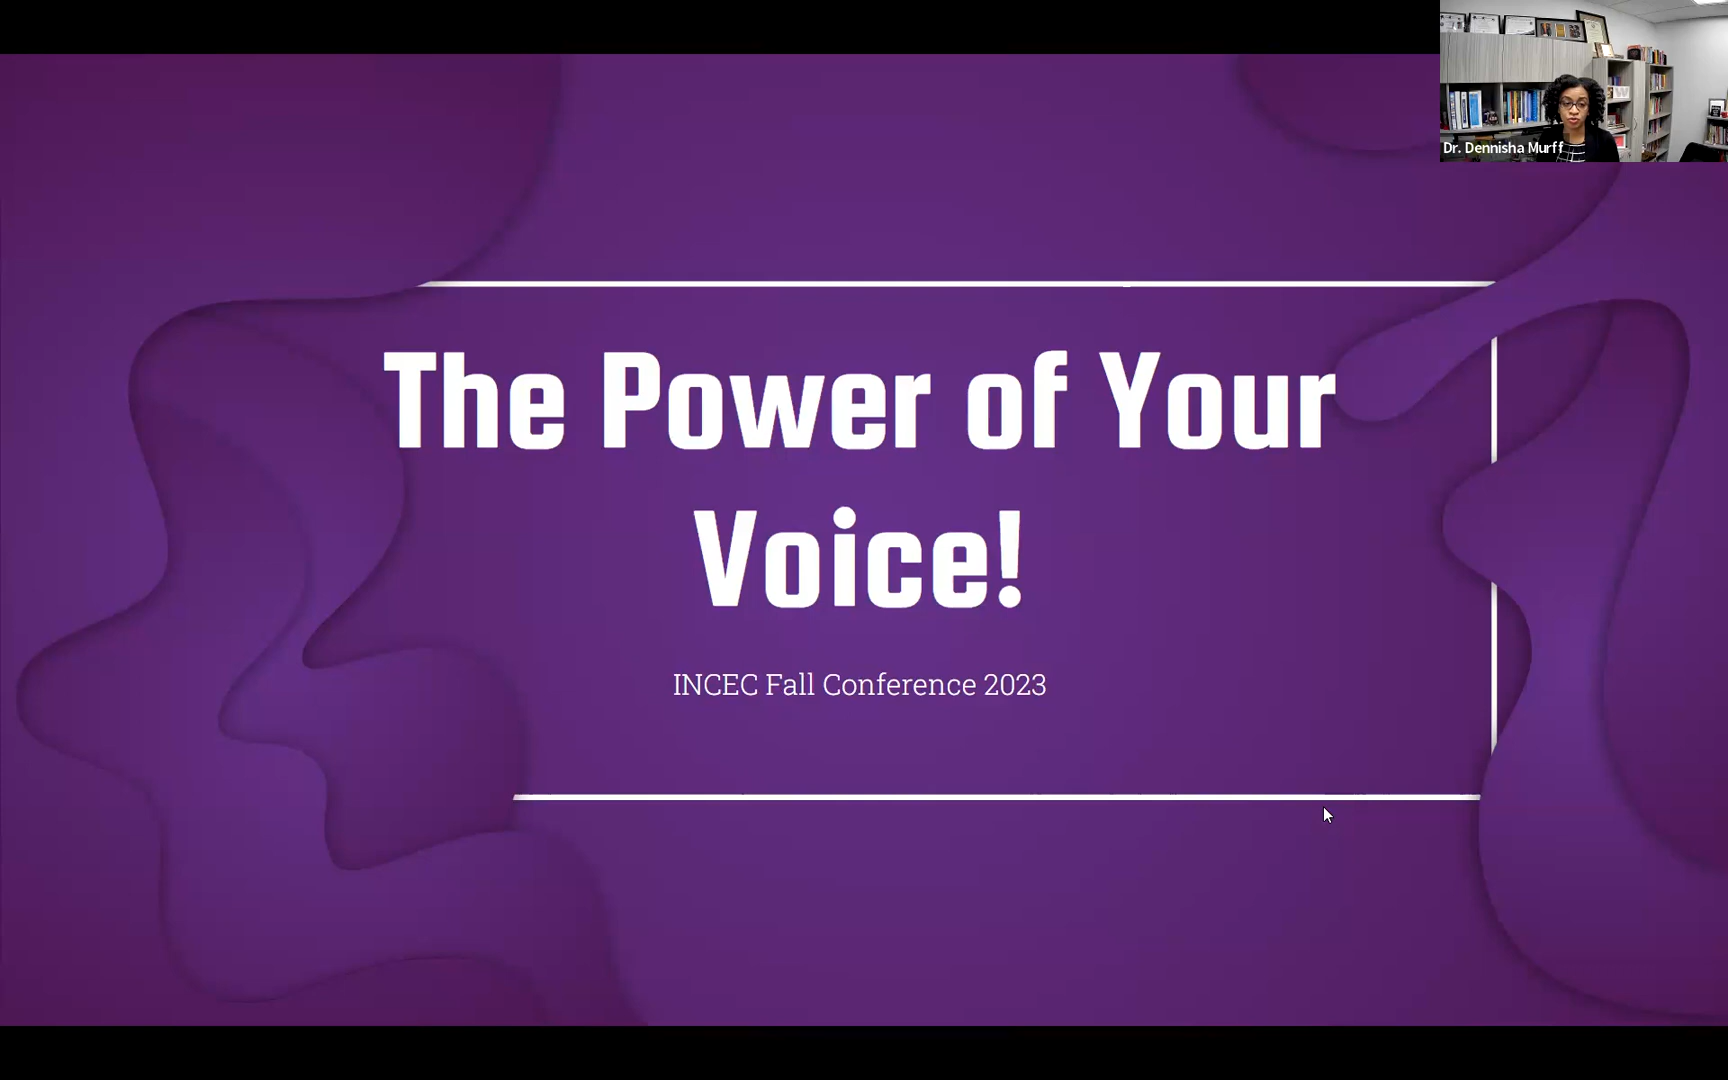 The Power of Your
Voice!
INCEC Fall Conference 2023
Dr. Dennisha Murff